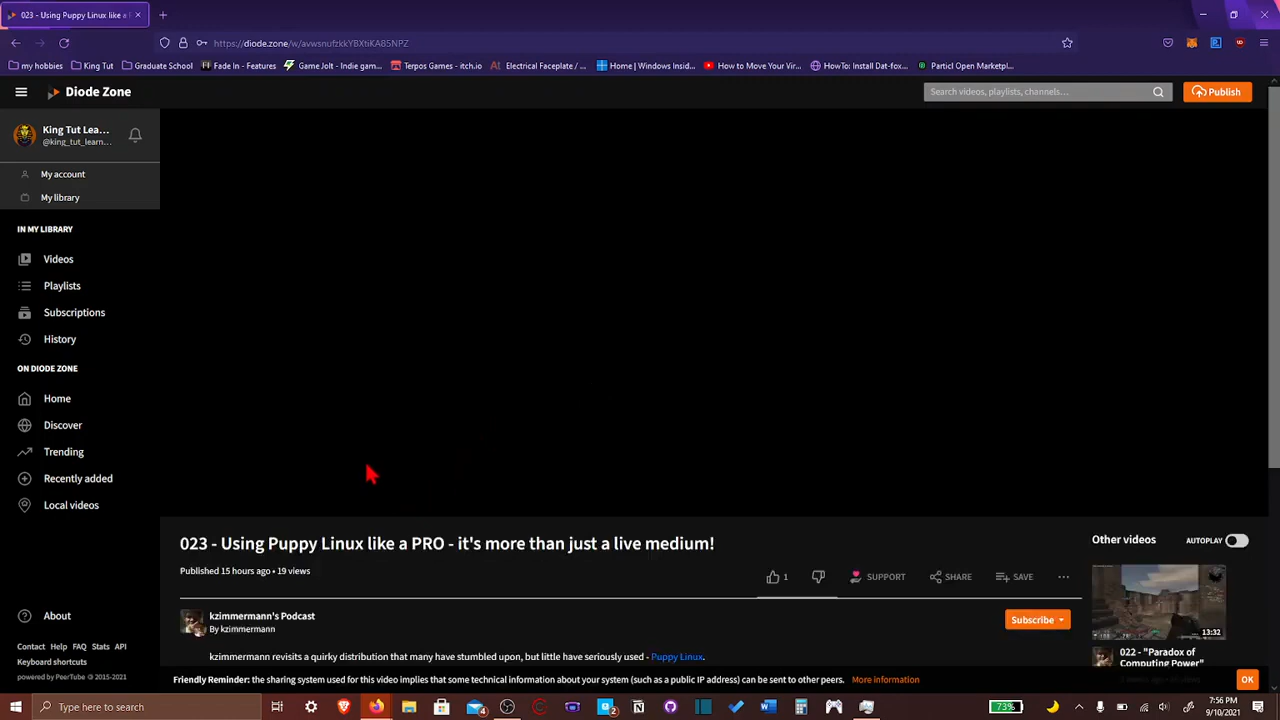 023 - Using Puppy Linux like a
https://diode.zone/w/avwsnufzkkYBXtiKA85NPZ
my hobbies
King Tut
Graduate School
Fade In - Features
Game Jolt - Indie gam...
Terpos Games - itch.io
Electrical Faceplate / ...
Home | Windows Insid...
How to Move Your Vir...
HowTo: Install Dat-fox...
Particl Open Marketpl...
Diode Zone
Search videos, playlists, channels...
Publish
King Tut Lea...
@king_tut_learn...
My account
My library
IN MY LIBRARY
Videos
Playlists
Subscriptions
History
ON DIODE ZONE
Home
Discover
Trending
Recently added
Local videos
About
Contact Help FAQ Stats API
Keyboard shortcuts
powered by PeerTube © 2015-2021
023 - Using Puppy Linux like a PRO - it's more than just a live medium!
Published 15 hours ago • 19 views
1
SUPPORT
SHARE
SAVE
kzimmermann's Podcast
By kzimmermann
Subscribe
kzimmermann revisits a quirky distribution that many have stumbled upon, but little have seriously used - Puppy Linux.
Other videos
AUTOPLAY
13:32
022 - "Paradox of
Computing Power"
Friendly Reminder: the sharing system used for this video implies that some technical information about your system (such as a public IP address) can be sent to other peers. More information
OK
Type here to search
4
2
73%
7:56 PM
9/10/2021